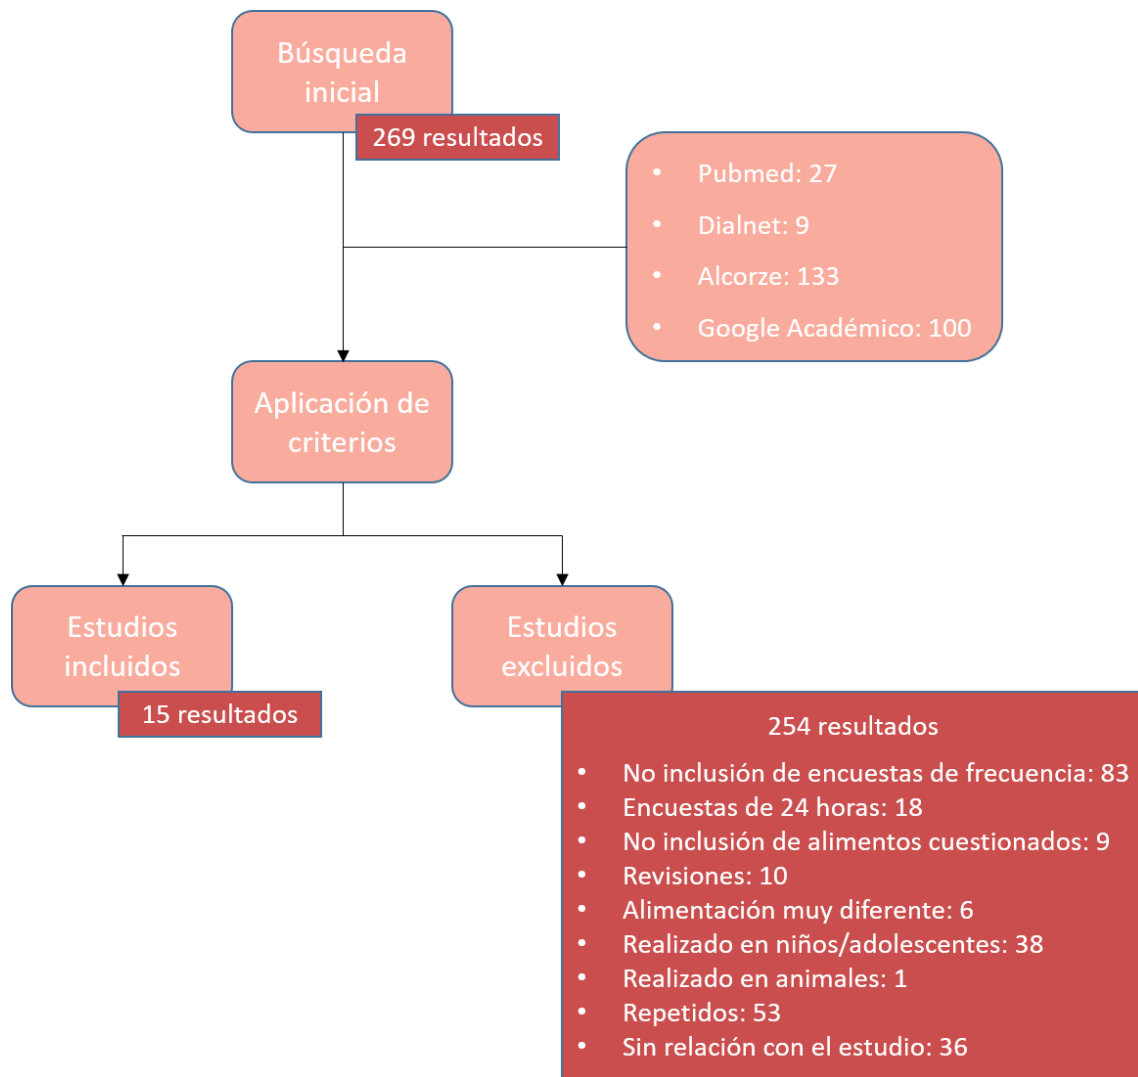 Búsqueda
inicial
269 resultados
• Pubmed: 27
• Dialnet: 9
• Alcorze: 133
• Google Académico: 100
Aplicación de
criterios
Estudios
incluidos
15 resultados
Estudios
excluidos
254 resultados
• No inclusión de encuestas de frecuencia: 83
• Encuestas de 24 horas: 18
• No inclusión de alimentos cuestionados: 9
• Revisiones: 10
• Alimentación muy diferente: 6
• Realizado en niños/adolescentes: 38
• Realizado en animales: 1
• Repetidos: 53
• Sin relación con el estudio: 36